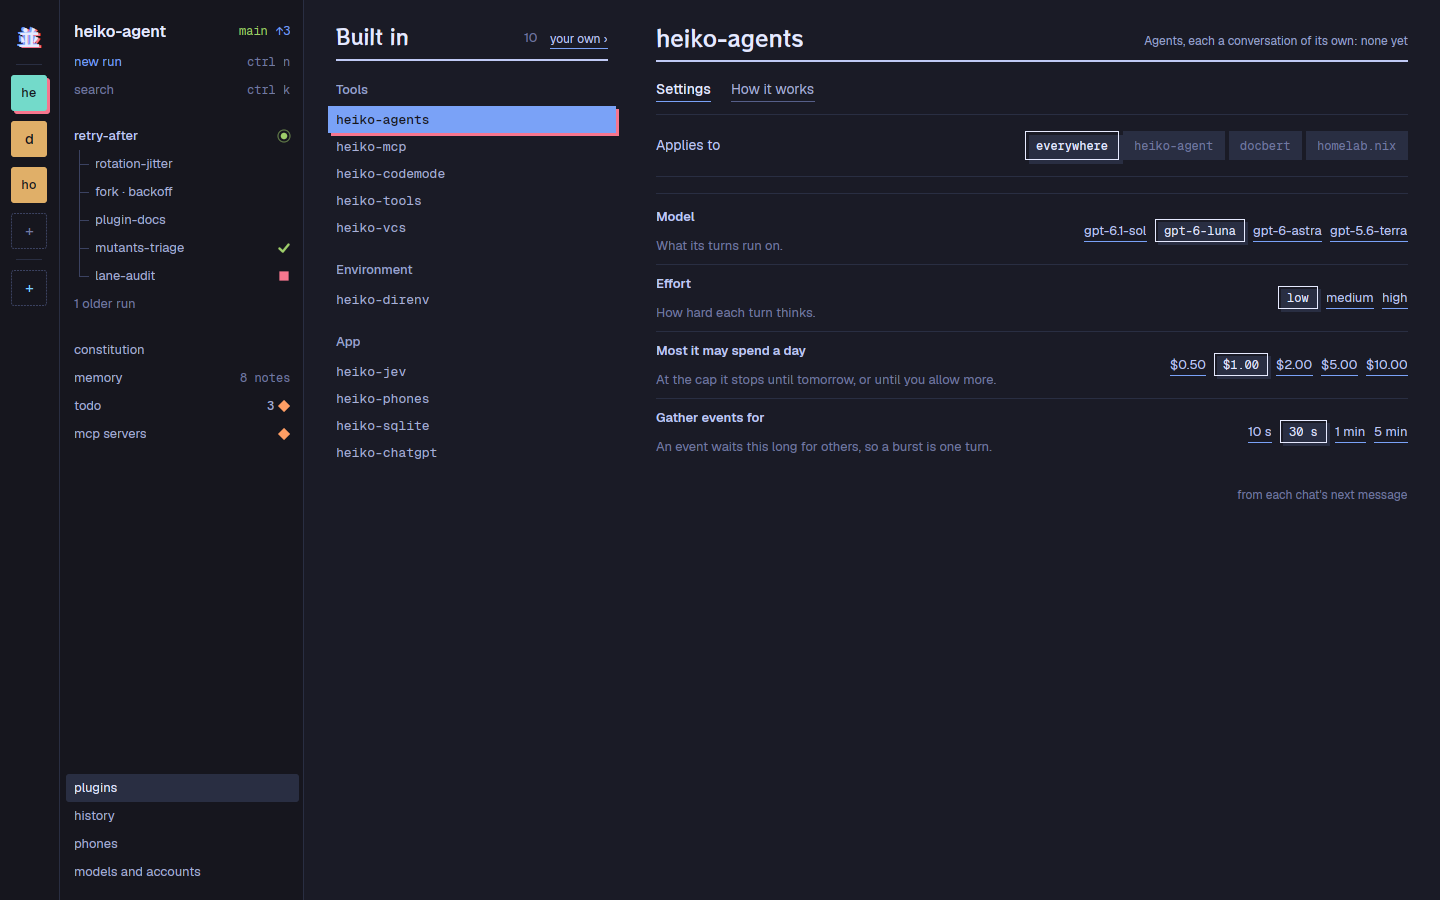 he
d
ho
+
+
heiko-agent main ↑3
new run ctrl n
search ctrl k
retry-after
rotation-jitter
fork · backoff
plugin-docs
mutants-triage
lane-audit
1 older run
constitution
memory 8 notes
todo 3
mcp servers
plugins
history
phones
models and accounts
Built in 10 your own ›
Tools
heiko-agents
heiko-mcp
heiko-codemode
heiko-tools
heiko-vcs
Environment
heiko-direnv
App
heiko-jev
heiko-phones
heiko-sqlite
heiko-chatgpt
heiko-agents Agents, each a conversation of its own: none yet
Settings How it works
Applies to everywhere heiko-agent docbert homelab.nix
Model
What its turns run on.
gpt-6.1-sol gpt-6-luna gpt-6-astra gpt-5.6-terra
Effort
How hard each turn thinks.
low medium high
Most it may spend a day
At the cap it stops until tomorrow, or until you allow more.
$0.50 $1.00 $2.00 $5.00 $10.00
Gather events for
An event waits this long for others, so a burst is one turn.
10 s 30 s 1 min 5 min
from each chat's next message